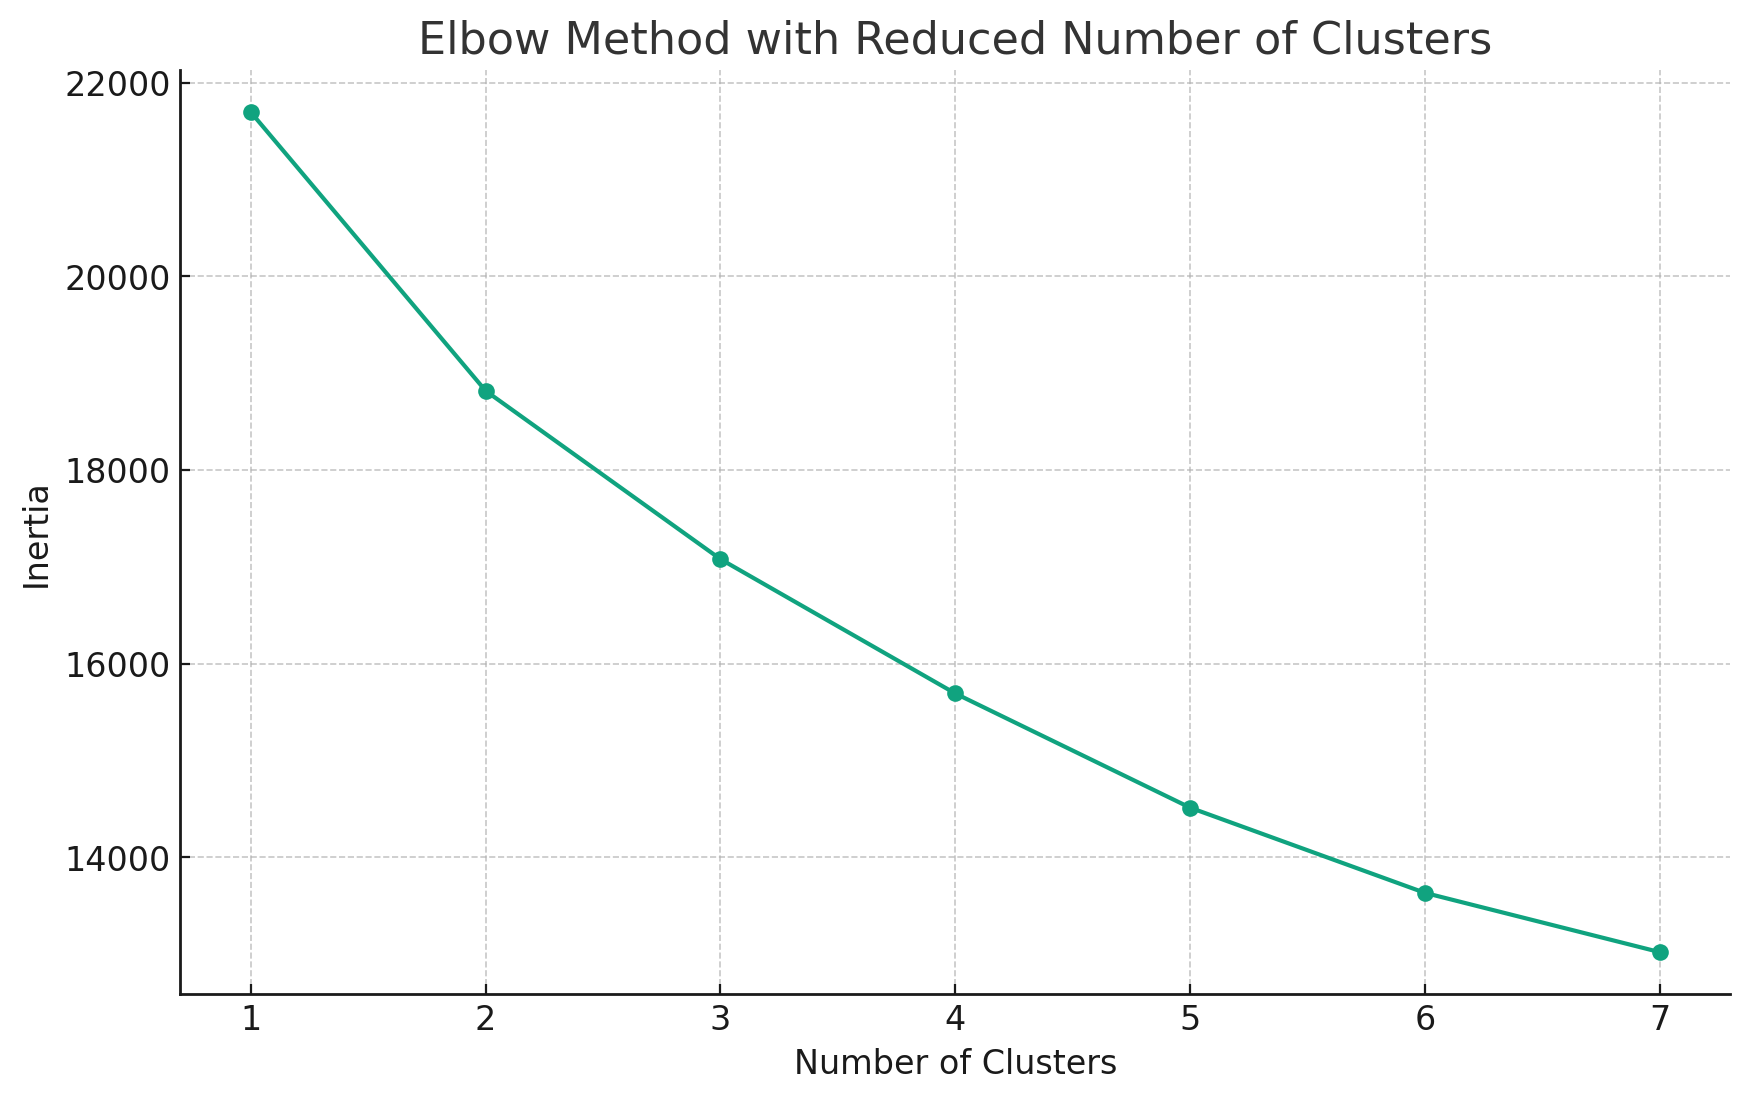 Elbow Method with Reduced Number of Clusters
22000
20000
18000
16000
14000
Inertia
1 2 3 4 5 6 7
Number of Clusters